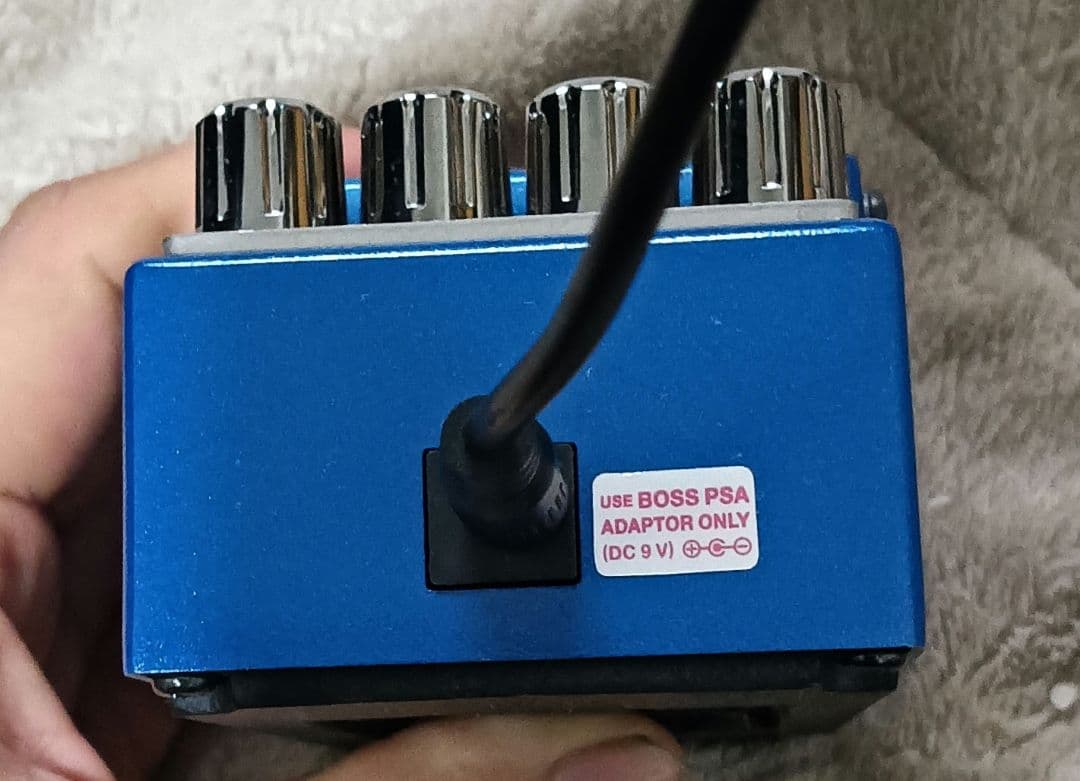 USE BOSS PSA
ADAPTOR ONLY
(DC 9 V)